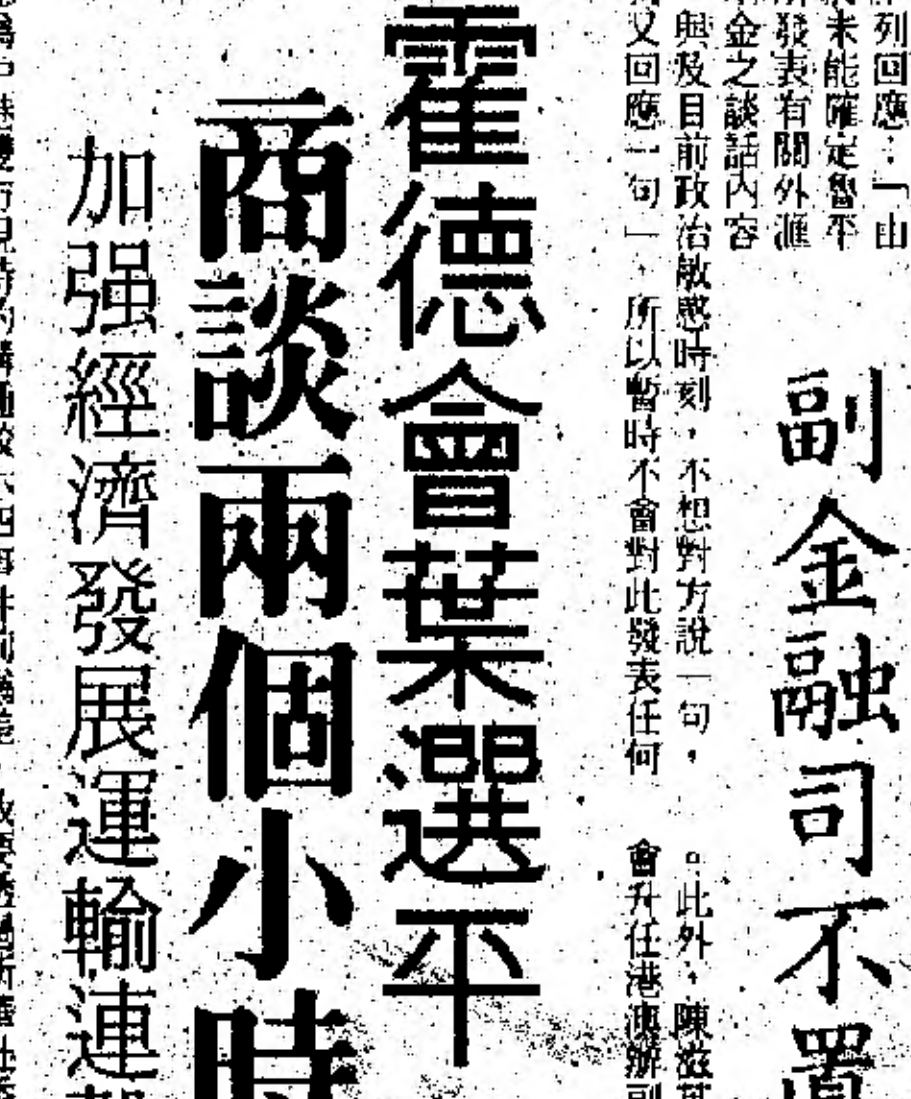 列回應：「由
未能確定魯平
發表有關外滙
金之談話內容
與及目前政治敏感時刻，不想對方說一句，
又回應一句」，所以暫時不會對此發表任何
副金融司不置
。此外，陳滋英
會升任港澳辦副
霍德會葉選平
商談兩個小時
加强經濟發展運輸連繫